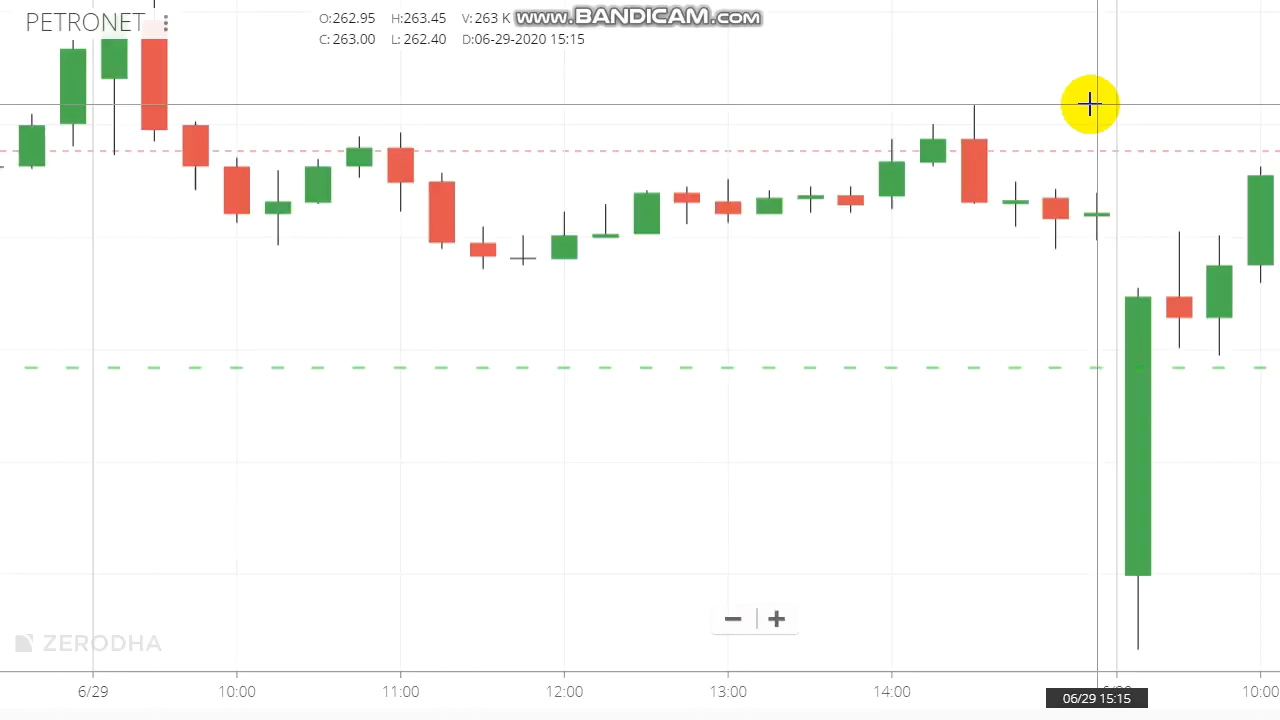 PETRONET
O:262.95 H:263.45 V:263 K
C:263.00 L:262.40 D:06-29-2020 15:15
www.BANDICAM.com
ZERODHA
6/29 10:00 11:00 12:00 13:00 14:00 06/29 15:15 10:00